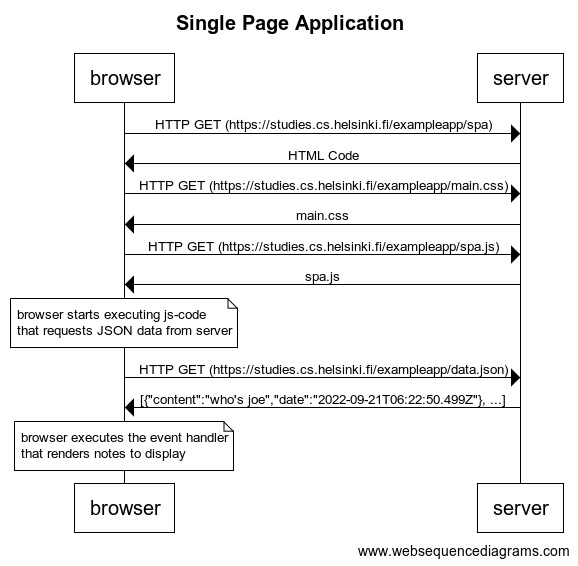 Single Page Application
browser
server
HTTP GET (https://studies.cs.helsinki.fi/exampleapp/spa)
HTML Code
HTTP GET (https://studies.cs.helsinki.fi/exampleapp/main.css)
main.css
HTTP GET (https://studies.cs.helsinki.fi/exampleapp/spa.js)
spa.js
browser starts executing js-code
that requests JSON data from server
HTTP GET (https://studies.cs.helsinki.fi/exampleapp/data.json)
[{"content":"who's joe","date":"2022-09-21T06:22:50.499Z"}, ...]
browser executes the event handler
that renders notes to display
browser
server
www.websequencediagrams.com